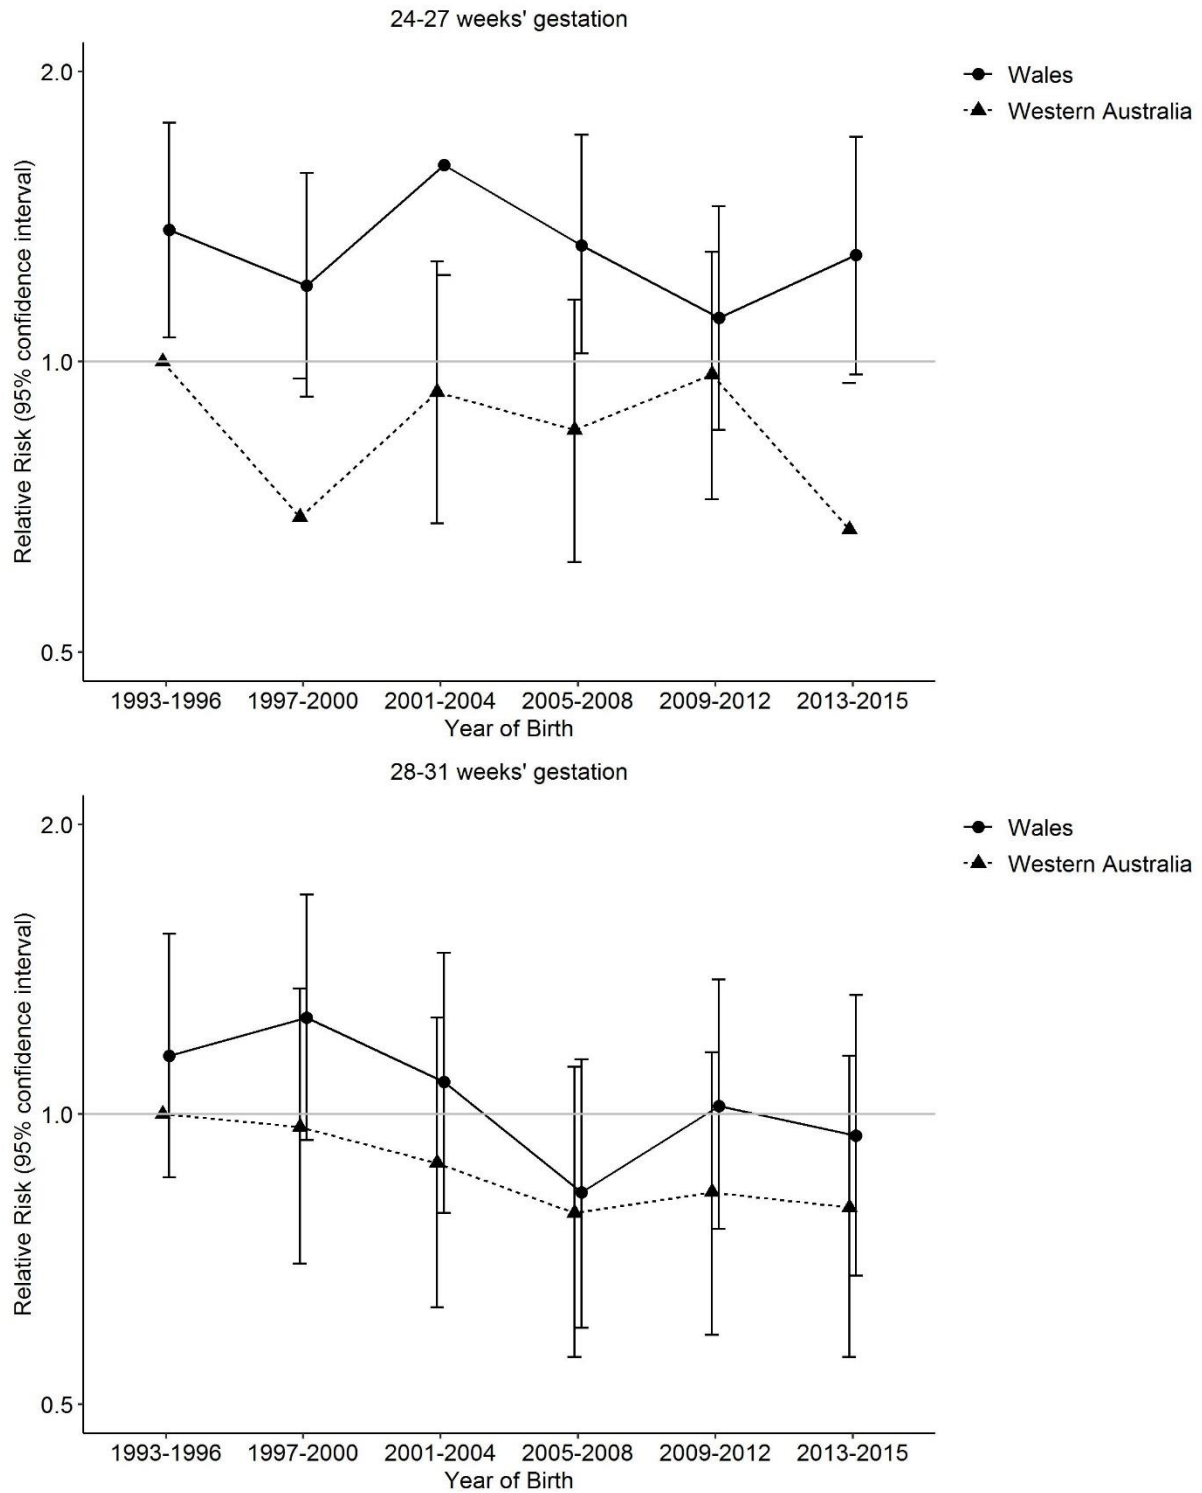 24-27 weeks' gestation
2.0
1.0
0.5
Relative Risk (95% confidence interval)
1993-1996 1997-2000 2001-2004 2005-2008 2009-2012 2013-2015
Year of Birth
Wales
Western Australia
28-31 weeks' gestation
2.0
1.0
0.5
Relative Risk (95% confidence interval)
1993-1996 1997-2000 2001-2004 2005-2008 2009-2012 2013-2015
Year of Birth
Wales
Western Australia